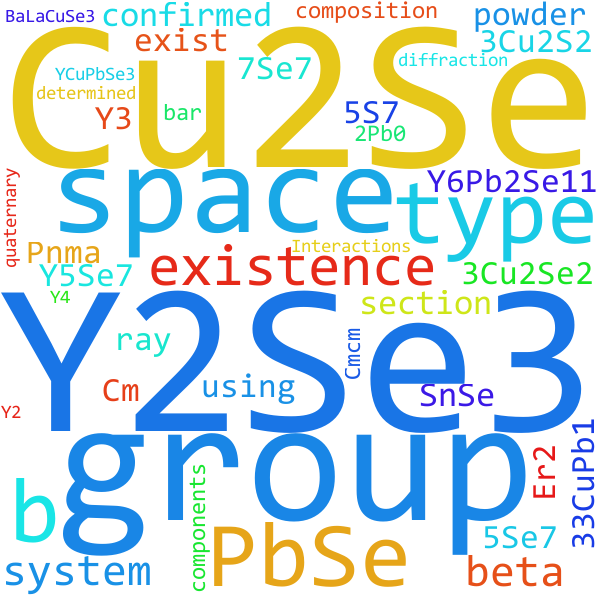 BaLaCuSe3
confirmed
composition
powder
Cu2Se
exist
3Cu2S2
YCuPbSe3
7Se7
diffraction
determined
Y3
bar
5S7
2Pb0
quaternary
space
type
Y6Pb2Se11
Pnma
existence
Interactions
Y5Se7
3Cu2Se2
Y4
Y2Se3
section
ray
Cmcm
Cm
using
SnSe
Y2
group
33CuPb1
Er2
b
components
PbSe
5Se7
system
beta